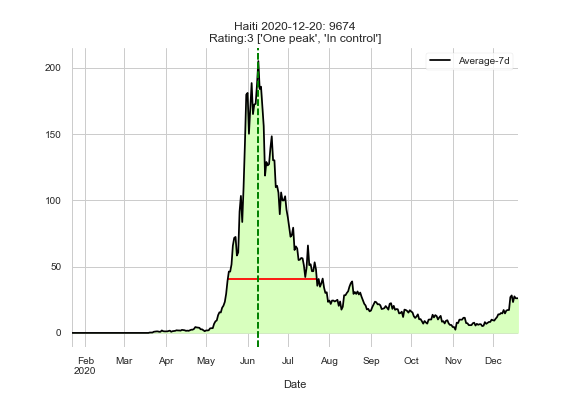 Haiti 2020-12-20: 9674
Rating:3 ['One peak', 'In control']
Average-7d
200
150
100
50
0
Feb Mar Apr May Jun Jul Aug Sep Oct Nov Dec
2020
Date